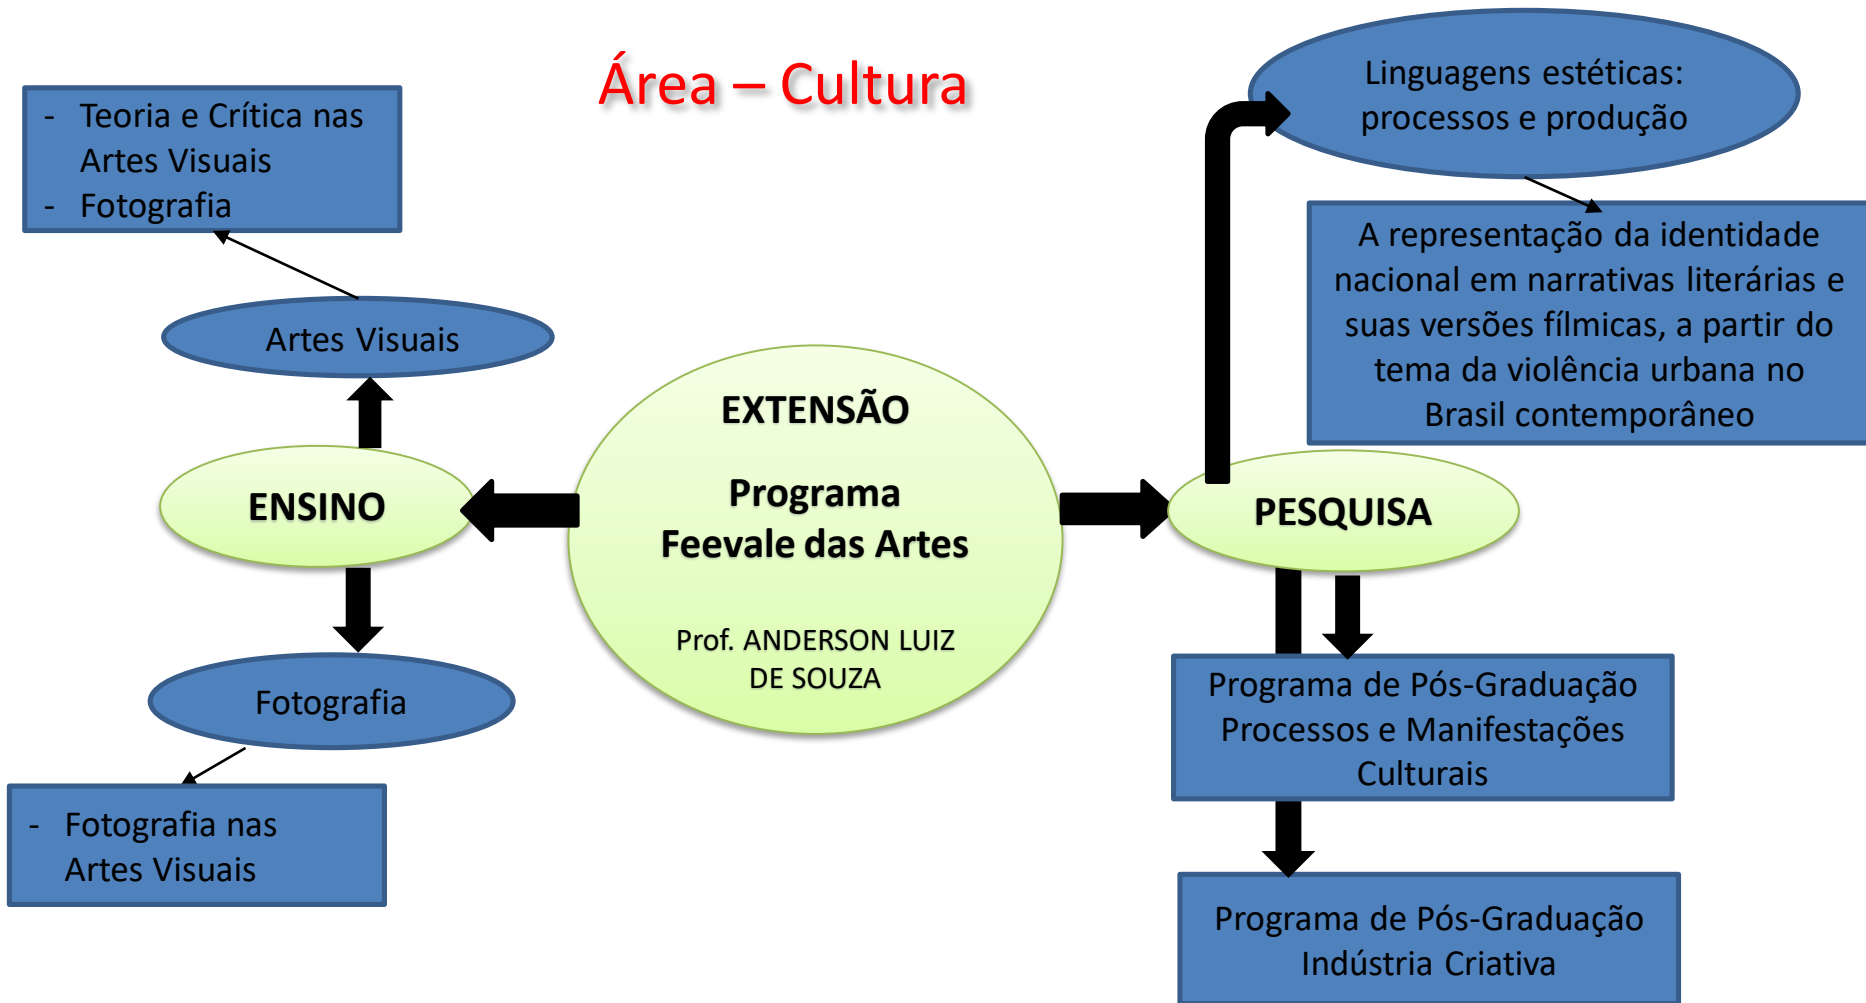 Área – Cultura
- Teoria e Crítica nas
Artes Visuais
- Fotografia
Artes Visuais
ENSINO
Fotografia
- Fotografia nas
Artes Visuais
EXTENSÃO
Programa
Feevale das Artes
Prof. ANDERSON LUIZ
DE SOUZA
Linguagens estéticas:
processos e produção
A representação da identidade
nacional em narrativas literárias e
suas versões fílmicas, a partir do
tema da violência urbana no
Brasil contemporâneo
PESQUISA
Programa de Pós-Graduação
Processos e Manifestações
Culturais
Programa de Pós-Graduação
Indústria Criativa